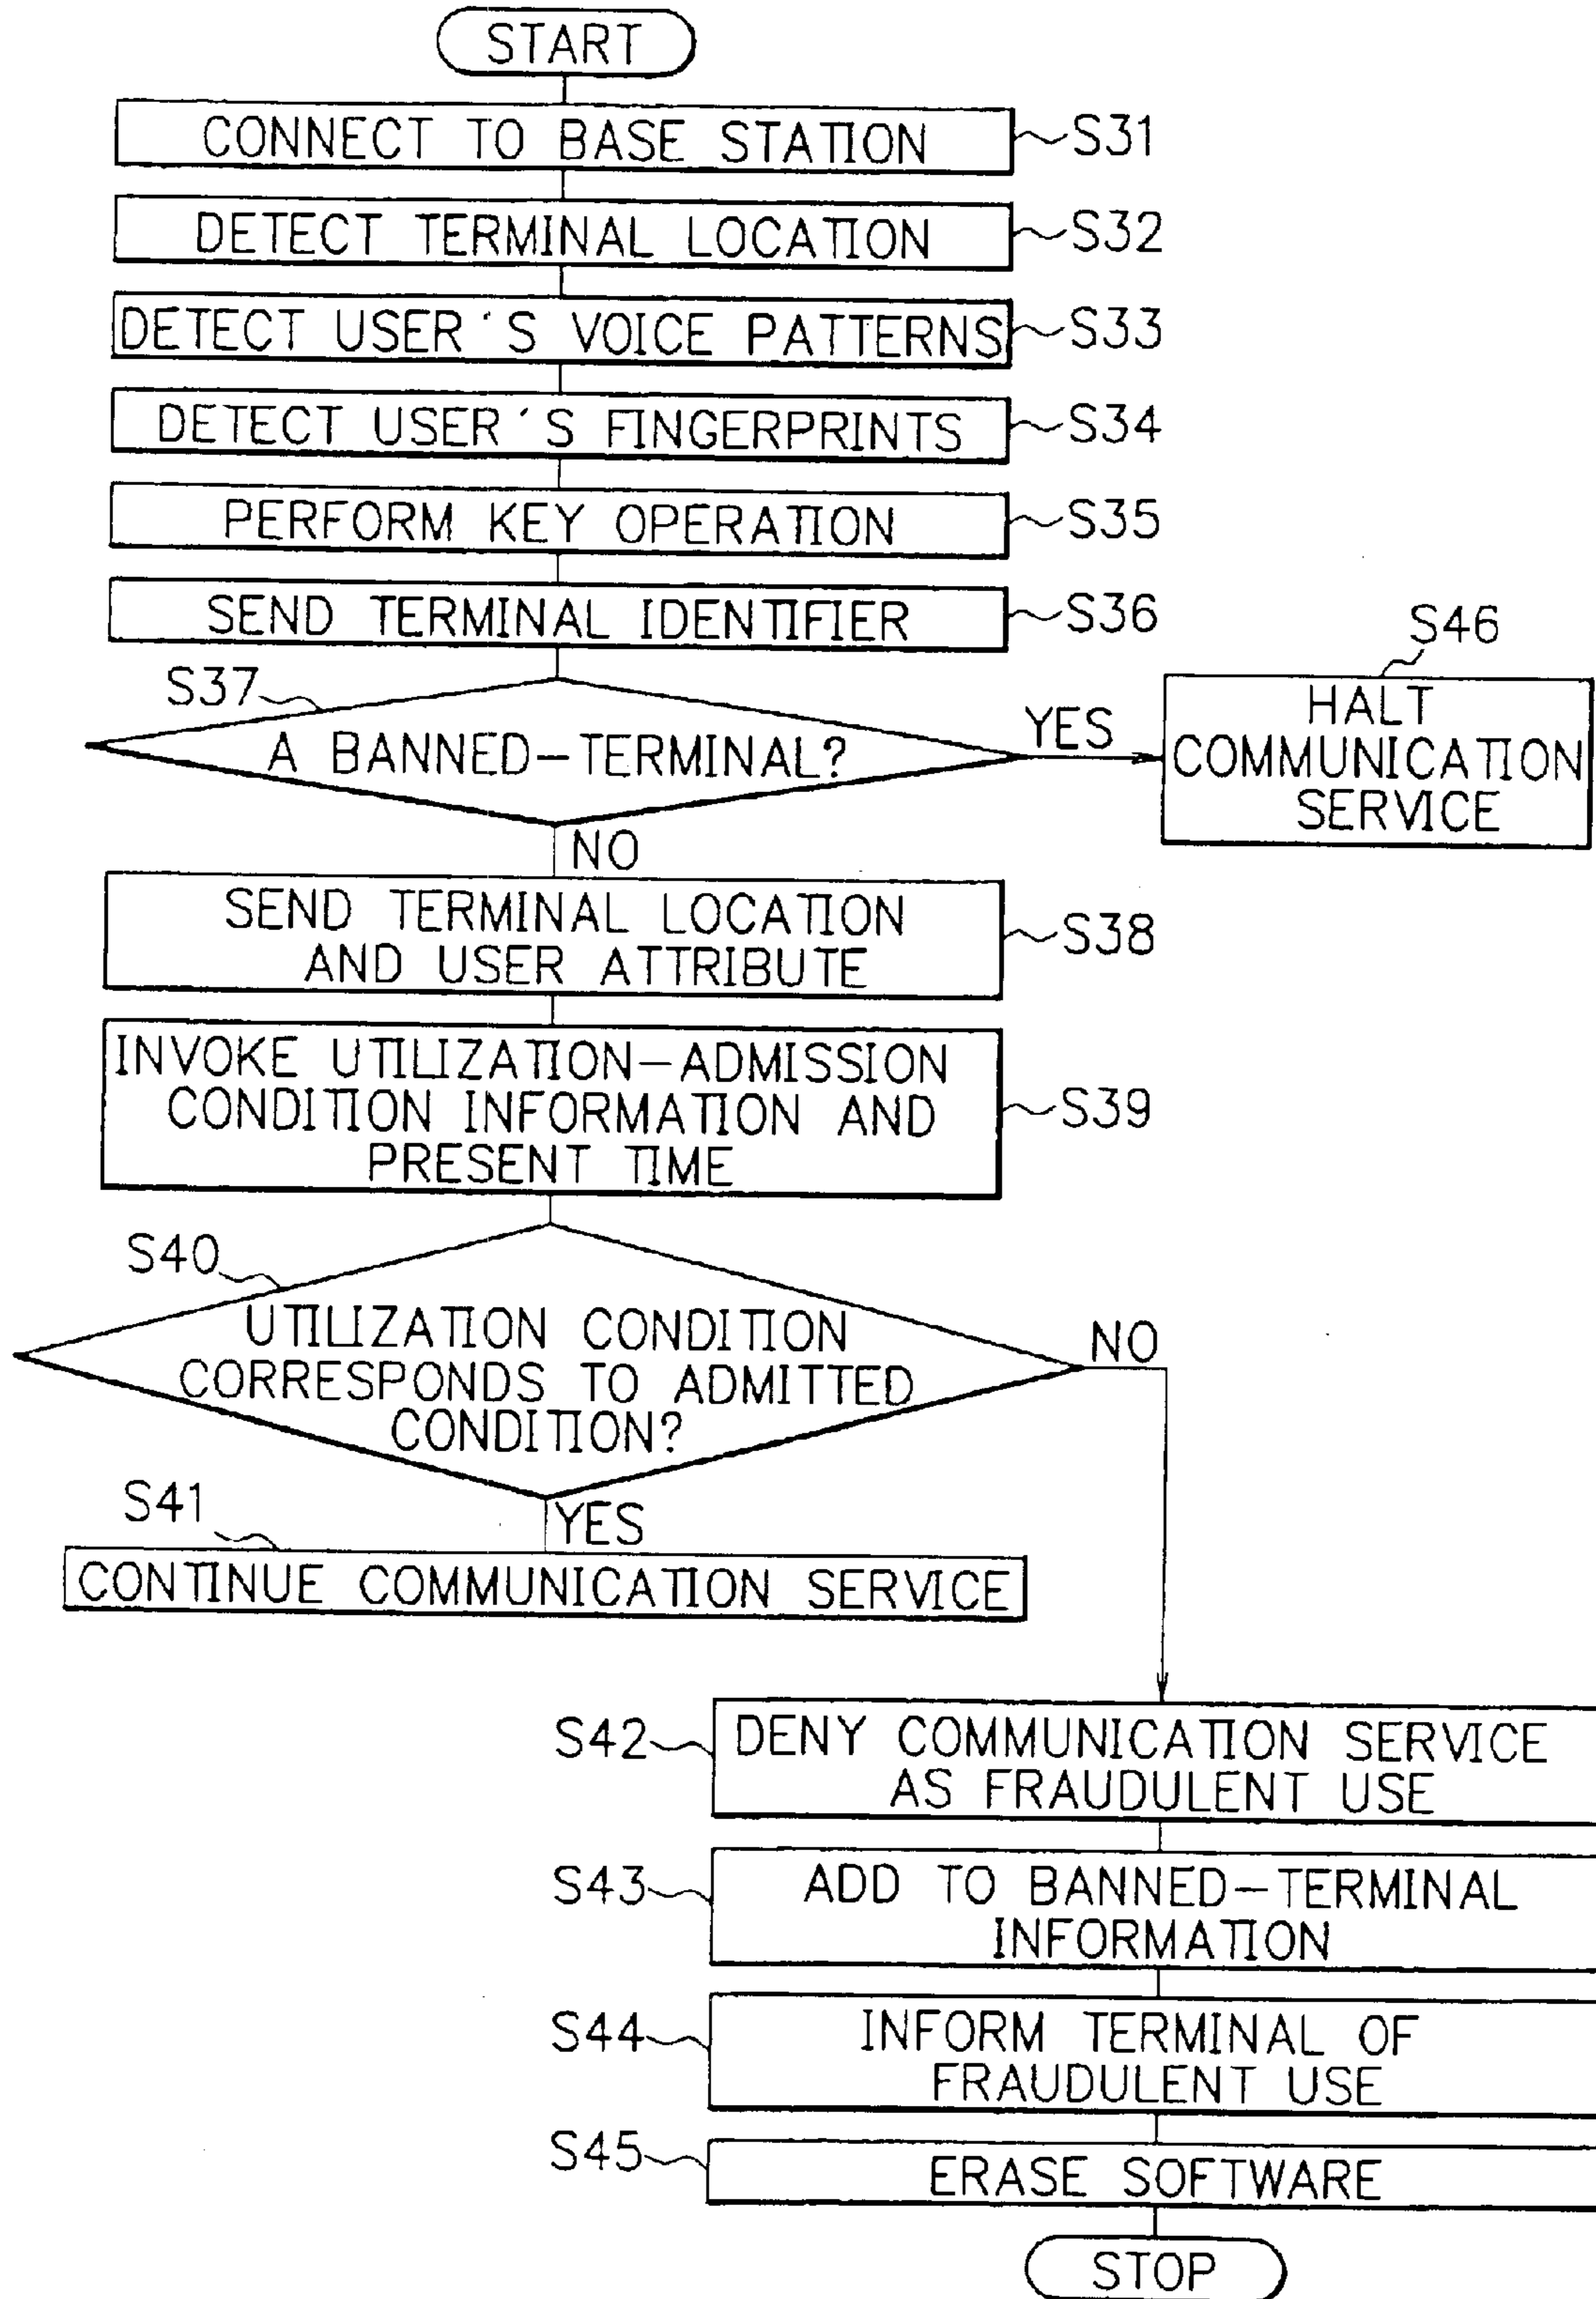 START
CONNECT TO BASE STATION
S31
DETECT TERMINAL LOCATION
S32
DETECT USER'S VOICE PATTERNS
S33
DETECT USER'S FINGERPRINTS
S34
PERFORM KEY OPERATION
S35
SEND TERMINAL IDENTIFIER
S36
S37
A BANNED-TERMINAL?
YES
S46
HALT
COMMUNICATION
SERVICE
NO
SEND TERMINAL LOCATION
AND USER ATTRIBUTE
S38
INVOKE UTILIZATION-ADMISSION
CONDITION INFORMATION AND
PRESENT TIME
S39
S40
UTILIZATION CONDITION
CORRESPONDS TO ADMITTED
CONDITION?
NO
S41
YES
CONTINUE COMMUNICATION SERVICE
S42
DENY COMMUNICATION SERVICE
AS FRAUDULENT USE
S43
ADD TO BANNED-TERMINAL
INFORMATION
S44
INFORM TERMINAL OF
FRAUDULENT USE
S45
ERASE SOFTWARE
STOP